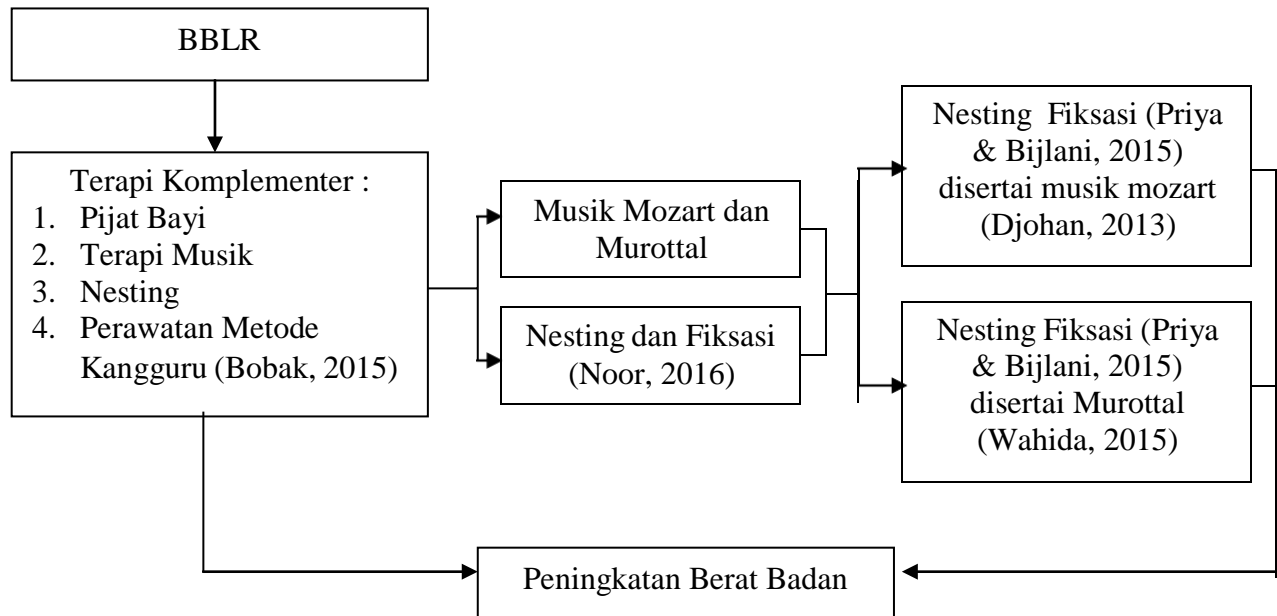 BBLR
Terapi Komplementer :
1. Pijat Bayi
2. Terapi Musik
3. Nesting
4. Perawatan Metode
Kangguru (Bobak, 2015)
Musik Mozart dan
Murottal
Nesting dan Fiksasi
(Noor, 2016)
Nesting Fiksasi (Priya
& Bijlani, 2015)
disertai musik mozart
(Djohan, 2013)
Nesting Fiksasi (Priya
& Bijlani, 2015)
disertai Murottal
(Wahida, 2015)
Peningkatan Berat Badan